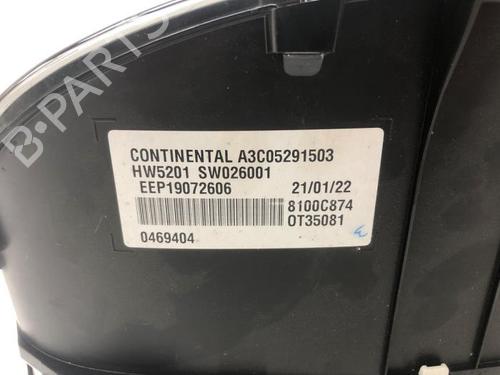 B-PARTS
CONTINENTAL A3C05291503
HW5201 SW026001
EEP19072606 21/01/22
8100C874
OT35081
0469404